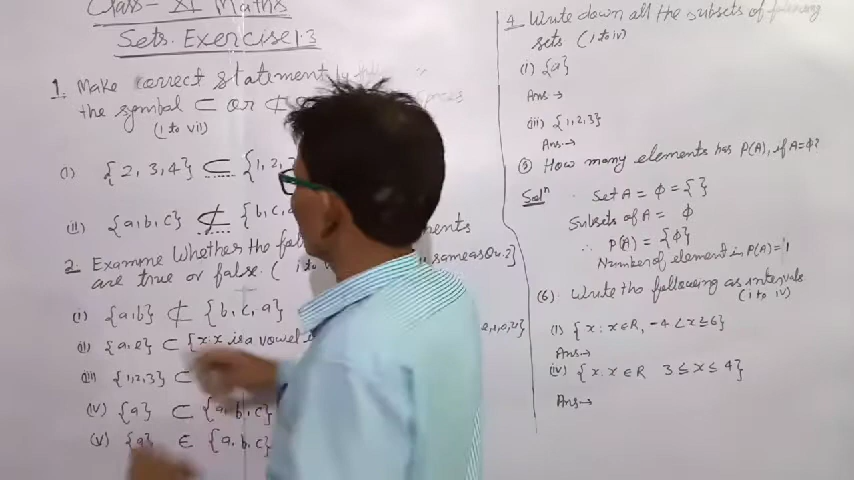 Class - XI Maths
Sets. Exercise 1.3
1. Make correct statement by
the symbol ⊂ or ⊄
(i to vii)
(i) {2, 3, 4} ⊂ {1, 2,
(ii) {a, b, c} ⊄ {b, c,
2. Examine Whether the
are true or false. (
(i) {a, b} ⊄ {b, c, a}
(ii) {a, e} ⊂ {x: x is a vowel
(iii) {1, 2, 3} ⊂
(iv) {a} ⊂ {a, b, c}
(v) {a} ∈ {a, b, c}
4. Write down all the subsets of following
sets (i to iv)
(i) {a}
Ans →
(iii) {1, 2, 3}
Ans →
How many elements has P(A), if A = φ?
Solⁿ Set A = φ = { }
Subsets of A = φ
∴ P(A) = {φ}
Number of element in P(A) = 1
(6) Write the following as intervals
(i to iv)
(i) {x: x ∈ R, -4 < x ≤ 6}
Ans →
(iv) {x: x ∈ R 3 ≤ x ≤ 4}
Ans →